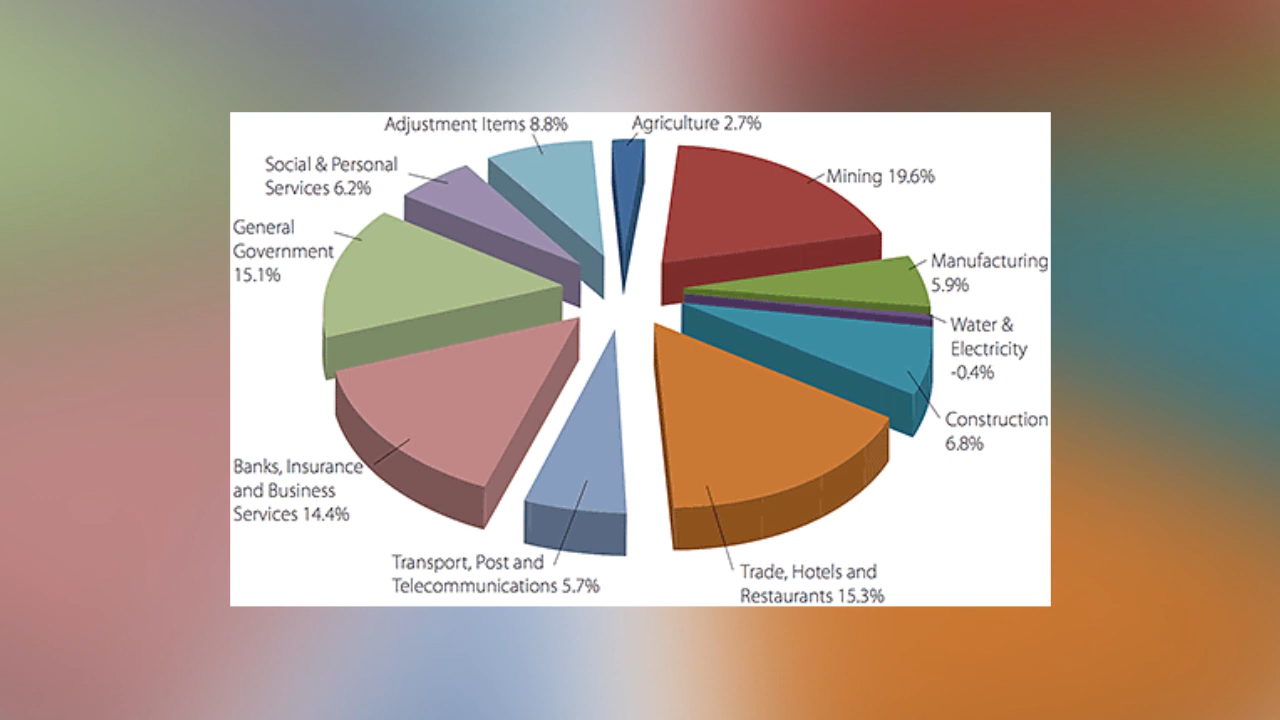 Adjustment Items 8.8%
Agriculture 2.7%
Social & Personal
Services 6.2%
Mining 19.6%
General
Government
15.1%
Manufacturing
5.9%
Water &
Electricity
-0.4%
Construction
6.8%
Banks, Insurance
and Business
Services 14.4%
Transport, Post and
Telecommunications 5.7%
Trade, Hotels and
Restaurants 15.3%